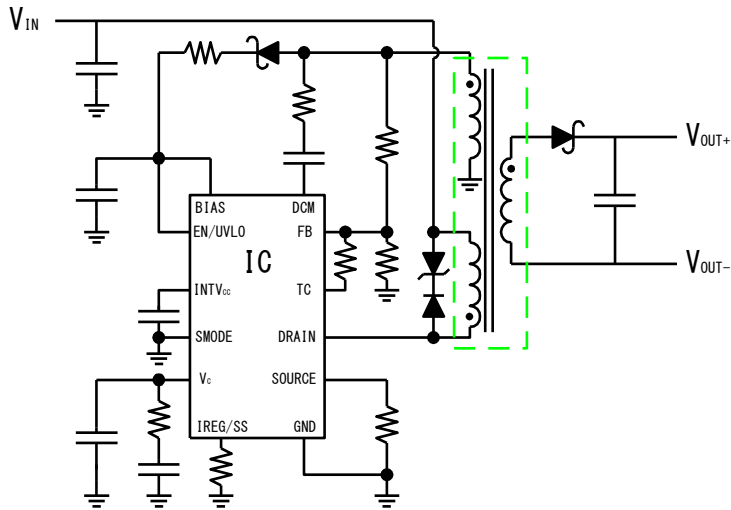 VIN
VOUT+
BIAS
DCM
EN/UVLO
FB
IC
INTVCC
TC
SMODE
DRAIN
VC
SOURCE
IREG/SS
GND
VOUT-